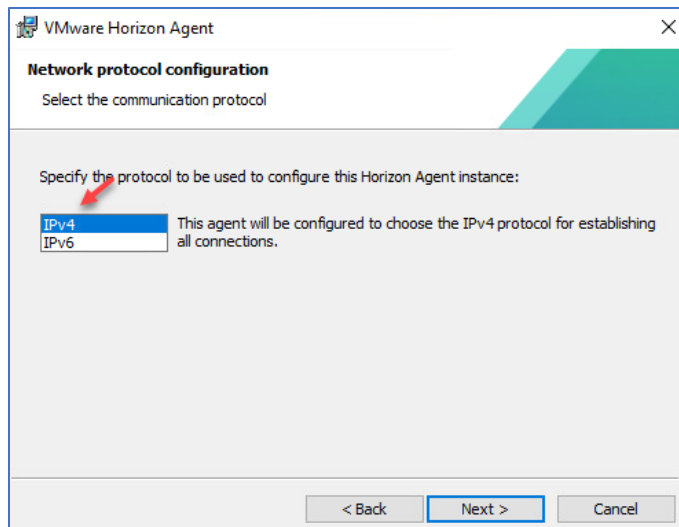 VMware Horizon Agent
Network protocol configuration
Select the communication protocol
Specify the protocol to be used to configure this Horizon Agent instance:
IPv4
IPv6
This agent will be configured to choose the IPv4 protocol for establishing
all connections.
< Back
Next >
Cancel